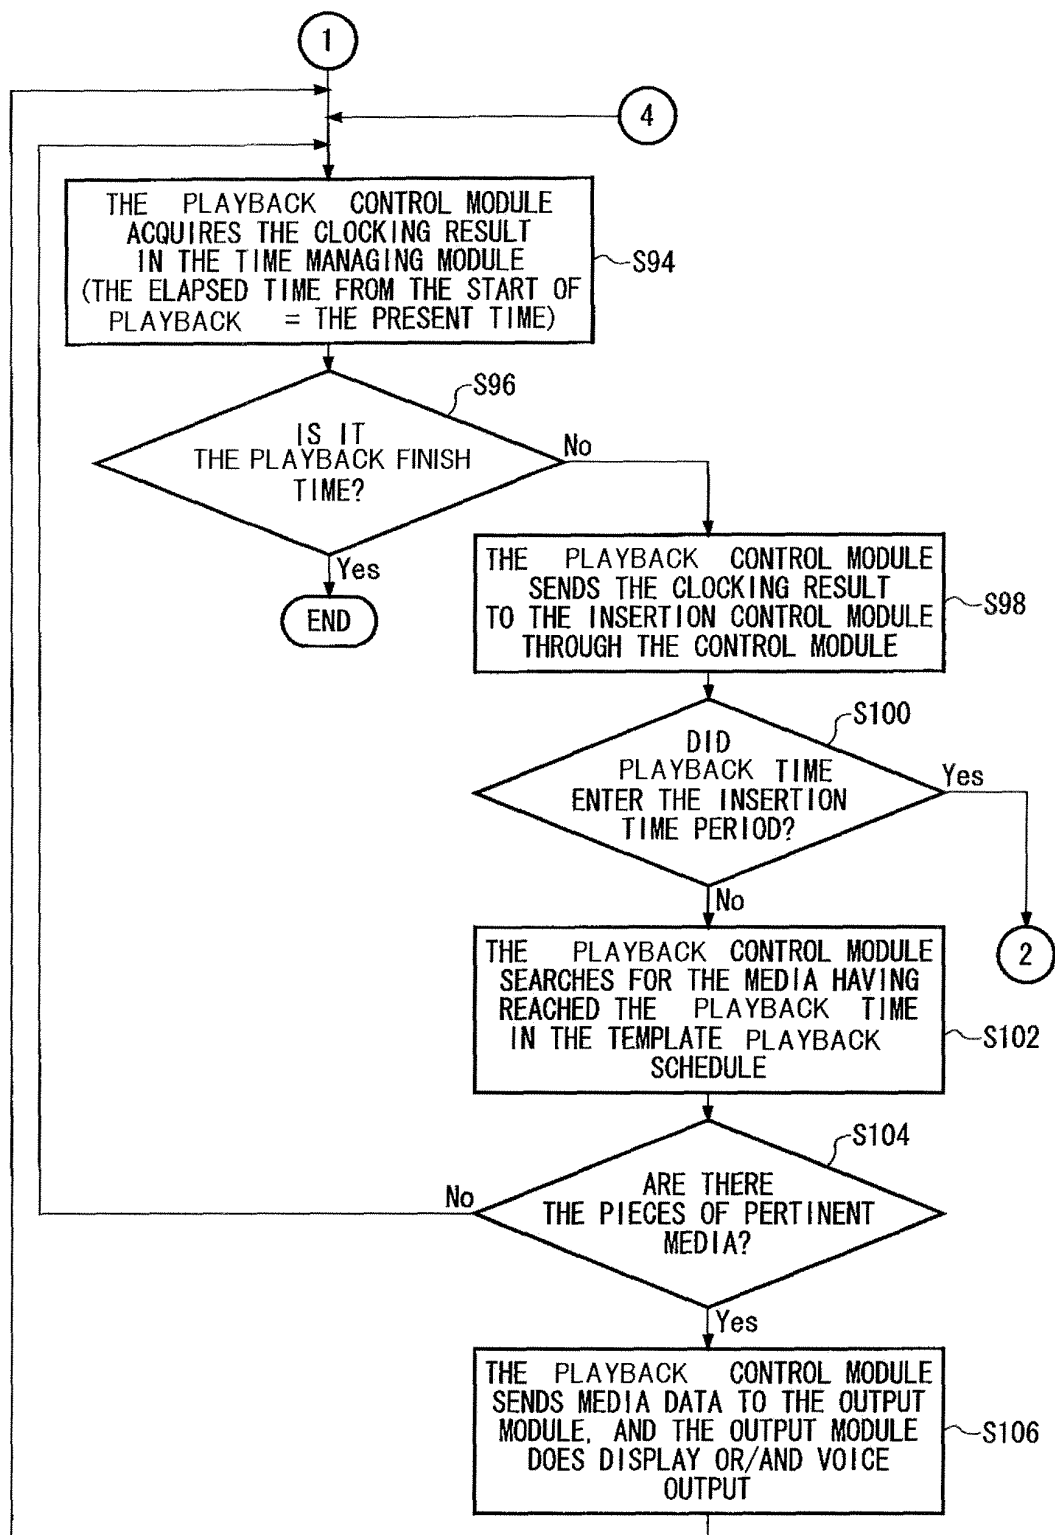 1
4
THE PLAYBACK CONTROL MODULE
ACQUIRES THE CLOCKING RESULT
IN THE TIME MANAGING MODULE
(THE ELAPSED TIME FROM THE START OF
PLAYBACK = THE PRESENT TIME)
S94
IS IT
THE PLAYBACK FINISH
TIME?
S96
No
Yes
END
THE PLAYBACK CONTROL MODULE
SENDS THE CLOCKING RESULT
TO THE INSERTION CONTROL MODULE
THROUGH THE CONTROL MODULE
S98
DID
PLAYBACK TIME
ENTER THE INSERTION
TIME PERIOD?
S100
Yes
No
2
THE PLAYBACK CONTROL MODULE
SEARCHES FOR THE MEDIA HAVING
REACHED THE PLAYBACK TIME
IN THE TEMPLATE PLAYBACK
SCHEDULE
S102
ARE THERE
THE PIECES OF PERTINENT
MEDIA?
S104
No
Yes
THE PLAYBACK CONTROL MODULE
SENDS MEDIA DATA TO THE OUTPUT
MODULE, AND THE OUTPUT MODULE
DOES DISPLAY OR/AND VOICE
OUTPUT
S106